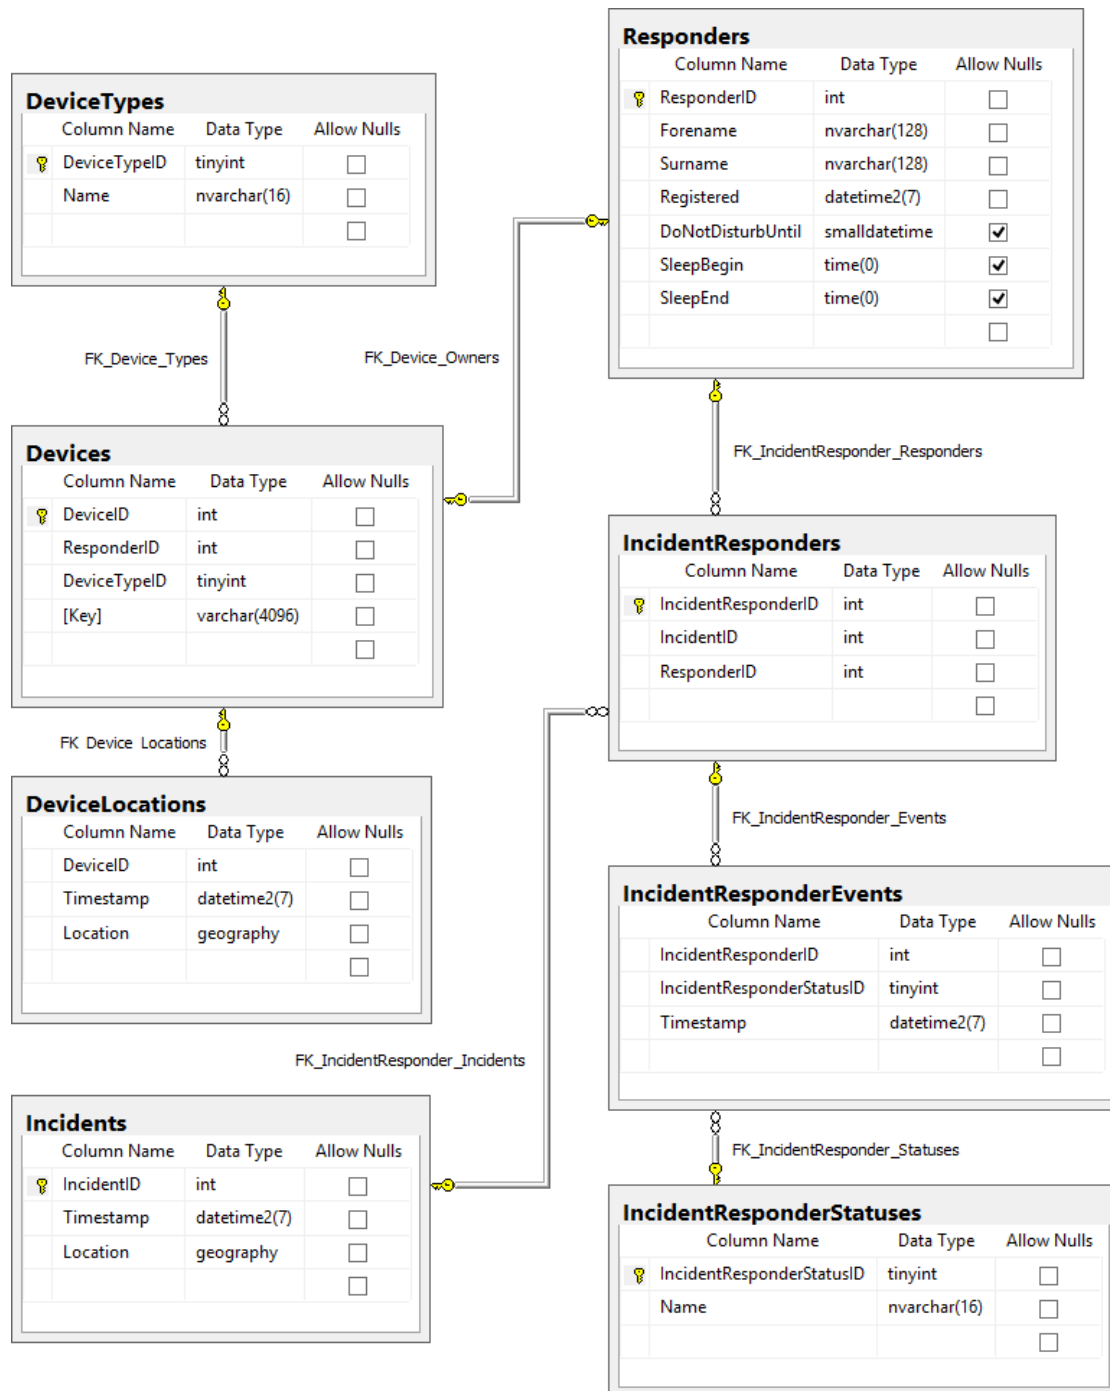 DeviceTypes
Column Name Data Type Allow Nulls
DeviceTypeID tinyint
Name nvarchar(16)
Responders
Column Name Data Type Allow Nulls
ResponderID int
Forename nvarchar(128)
Surname nvarchar(128)
Registered datetime2(7)
DoNotDisturbUntil smalldatetime
SleepBegin time(0)
SleepEnd time(0)
FK_Device_Types
FK_Device_Owners
Devices
Column Name Data Type Allow Nulls
DeviceID int
ResponderID int
DeviceTypeID tinyint
[Key] varchar(4096)
FK_IncidentResponder_Responders
IncidentResponders
Column Name Data Type Allow Nulls
IncidentResponderID int
IncidentID int
ResponderID int
FK_Device_Locations
DeviceLocations
Column Name Data Type Allow Nulls
DeviceID int
Timestamp datetime2(7)
Location geography
FK_IncidentResponder_Events
IncidentResponderEvents
Column Name Data Type Allow Nulls
IncidentResponderID int
IncidentResponderStatusID tinyint
Timestamp datetime2(7)
FK_IncidentResponder_Incidents
Incidents
Column Name Data Type Allow Nulls
IncidentID int
Timestamp datetime2(7)
Location geography
FK_IncidentResponder_Statuses
IncidentResponderStatuses
Column Name Data Type Allow Nulls
IncidentResponderStatusID tinyint
Name nvarchar(16)